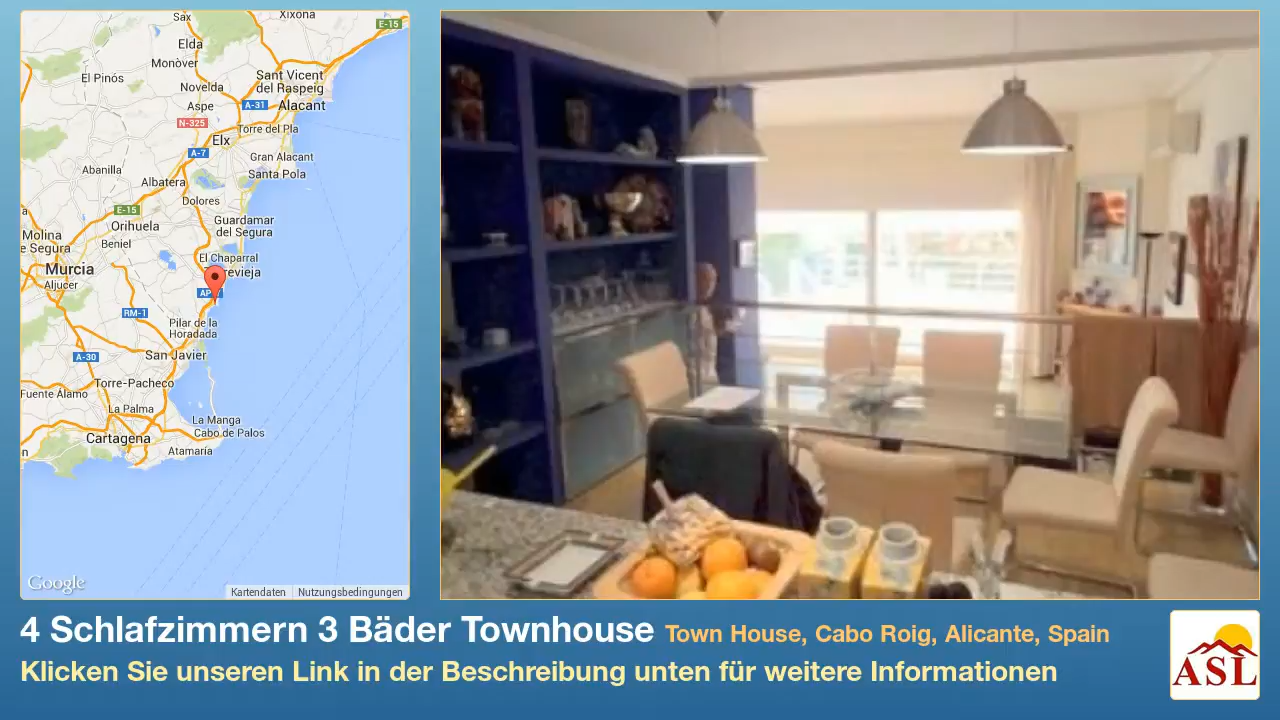 Sax
Xixona
E-15
Elda
Monòver
El Pinós
Sant Vicent
del Raspeig
Novelda
Aspe
A-31
Alacant
N-325
Torre del Pla
Elx
A-7
Gran Alacant
Abanilla
Santa Pola
Albatera
Dolores
E-15
Guardamar
del Segura
Orihuela
Molina
e Segura
Beniel
El Chaparral
Murcia
Aljucer
RM-1
Pilar de la
Horadada
A-30
San Javier
Torre-Pacheco
Fuente Álamo
La Palma
La Manga
Cabo de Palos
Cartagena
Atamaría
Google
Kartendaten
Nutzungsbedingungen
4 Schlafzimmern 3 Bäder Townhouse Town House, Cabo Roig, Alicante, Spain
Klicken Sie unseren Link in der Beschreibung unten für weitere Informationen
ASL